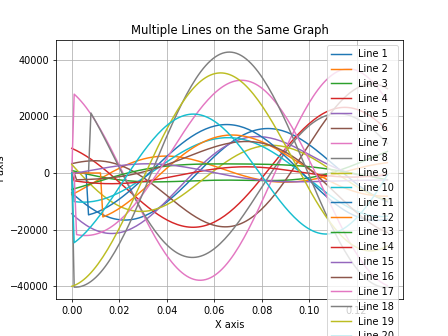 Multiple Lines on the Same Graph
40000
20000
0
−20000
−40000
axis
0.00
0.02
0.04
0.06
0.08
0.10
X axis
Line 1
Line 2
Line 3
Line 4
Line 5
Line 6
Line 7
Line 8
Line 9
Line 10
Line 11
Line 12
Line 13
Line 14
Line 15
Line 16
Line 17
Line 18
Line 19
Line 20